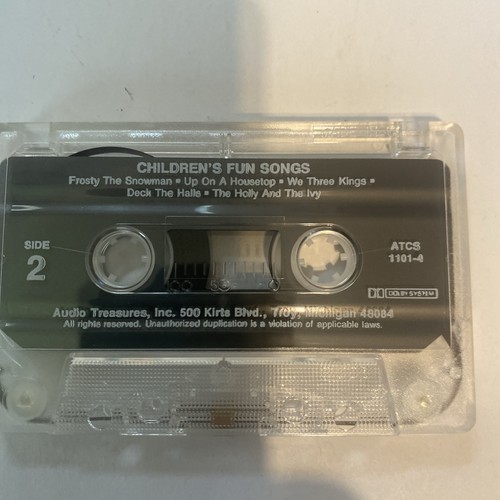 CHILDREN'S FUN SONGS
Frosty The Snowman ▪ Up On A Housetop ▪ We Three Kings ▪
Deck The Halls ▪ The Holly And The Ivy
SIDE
2
ATCS
1101-4
DOLBY SYSTEM
Audio Treasures, Inc. 500 Kirts Blvd., Troy, Michigan 48084
All rights reserved. Unauthorized duplication is a violation of applicable laws.